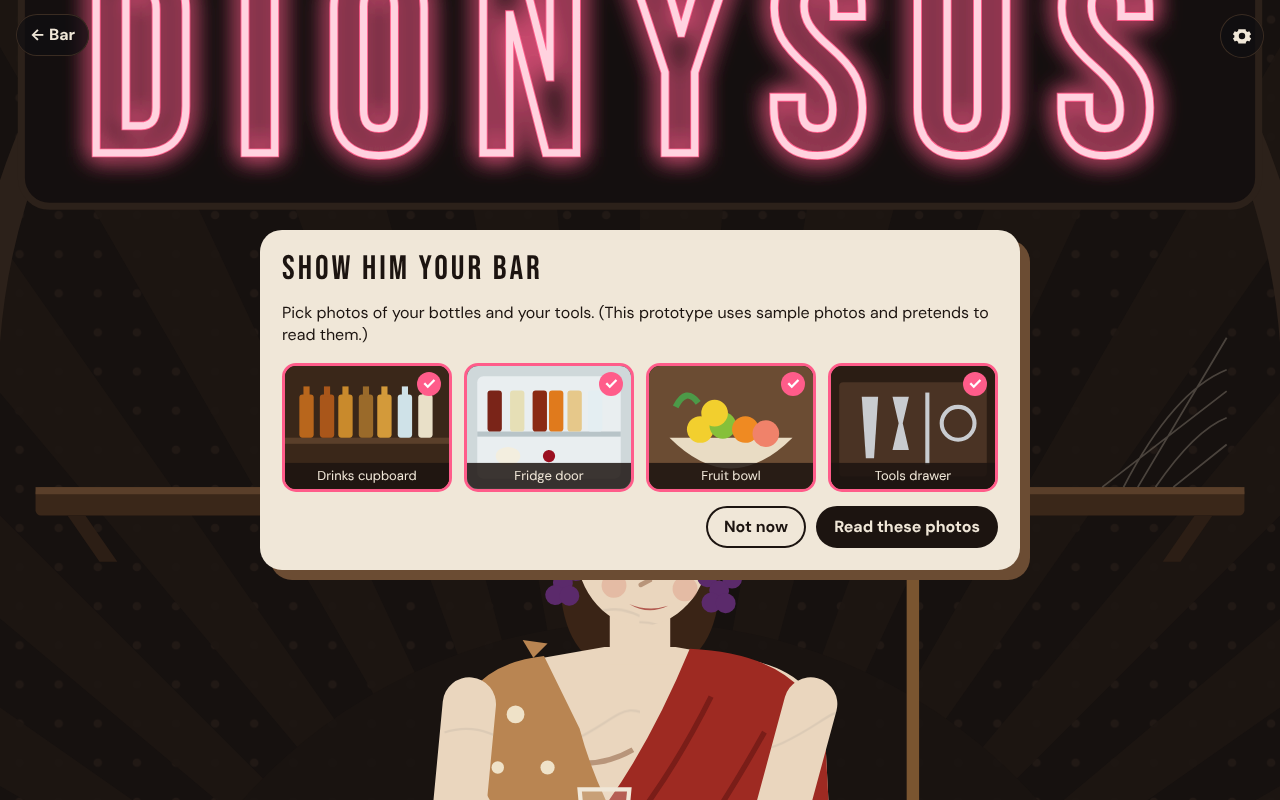 DIONYSUS
← Bar
SHOW HIM YOUR BAR
Pick photos of your bottles and your tools. (This prototype uses sample photos and pretends to
read them.)
Drinks cupboard
Fridge door
Fruit bowl
Tools drawer
Not now
Read these photos